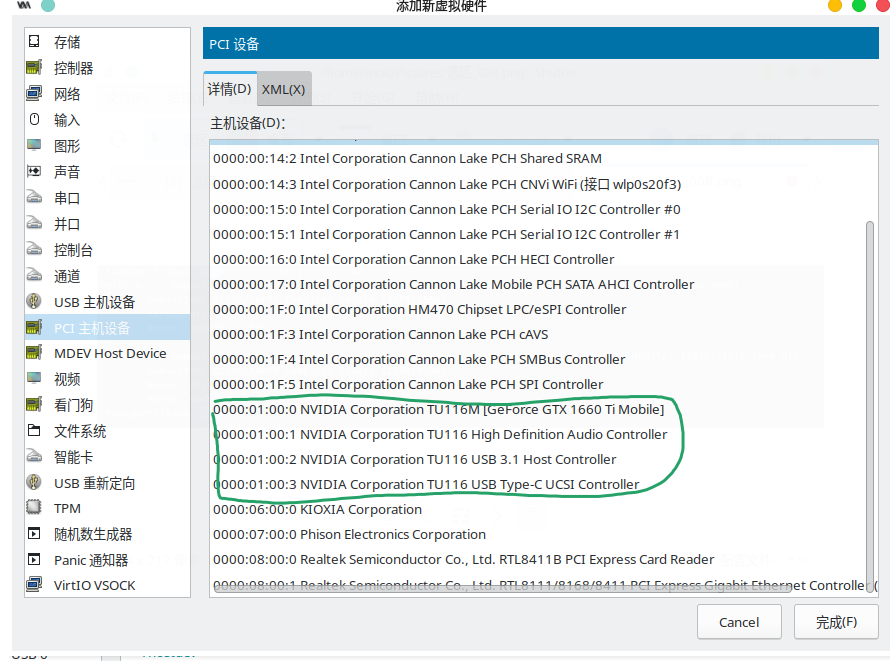 添加新虚拟硬件
存储
控制器
网络
输入
图形
声音
串口
并口
控制台
通道
USB 主机设备
PCI 主机设备
MDEV Host Device
视频
看门狗
文件系统
智能卡
USB 重新定向
TPM
随机数生成器
Panic 通知器
VirtIO VSOCK
PCI 设备
详情(D)
XML(X)
主机设备(D)：
0000:00:14:2 Intel Corporation Cannon Lake PCH Shared SRAM
0000:00:14:3 Intel Corporation Cannon Lake PCH CNVi WiFi (接口 wlp0s20f3)
0000:00:15:0 Intel Corporation Cannon Lake PCH Serial IO I2C Controller #0
0000:00:15:1 Intel Corporation Cannon Lake PCH Serial IO I2C Controller #1
0000:00:16:0 Intel Corporation Cannon Lake PCH HECI Controller
0000:00:17:0 Intel Corporation Cannon Lake Mobile PCH SATA AHCI Controller
0000:00:1F:0 Intel Corporation HM470 Chipset LPC/eSPI Controller
0000:00:1F:3 Intel Corporation Cannon Lake PCH cAVS
0000:00:1F:4 Intel Corporation Cannon Lake PCH SMBus Controller
0000:00:1F:5 Intel Corporation Cannon Lake PCH SPI Controller
0000:01:00:0 NVIDIA Corporation TU116M [GeForce GTX 1660 Ti Mobile]
0000:01:00:1 NVIDIA Corporation TU116 High Definition Audio Controller
0000:01:00:2 NVIDIA Corporation TU116 USB 3.1 Host Controller
0000:01:00:3 NVIDIA Corporation TU116 USB Type-C UCSI Controller
0000:06:00:0 KIOXIA Corporation
0000:07:00:0 Phison Electronics Corporation
0000:08:00:0 Realtek Semiconductor Co., Ltd. RTL8411B PCI Express Card Reader
0000:08:00:1 Realtek Semiconductor Co., Ltd. RTL8111/8168/8411 PCI Express Gigabit Ethernet Controller (
Cancel
完成(F)